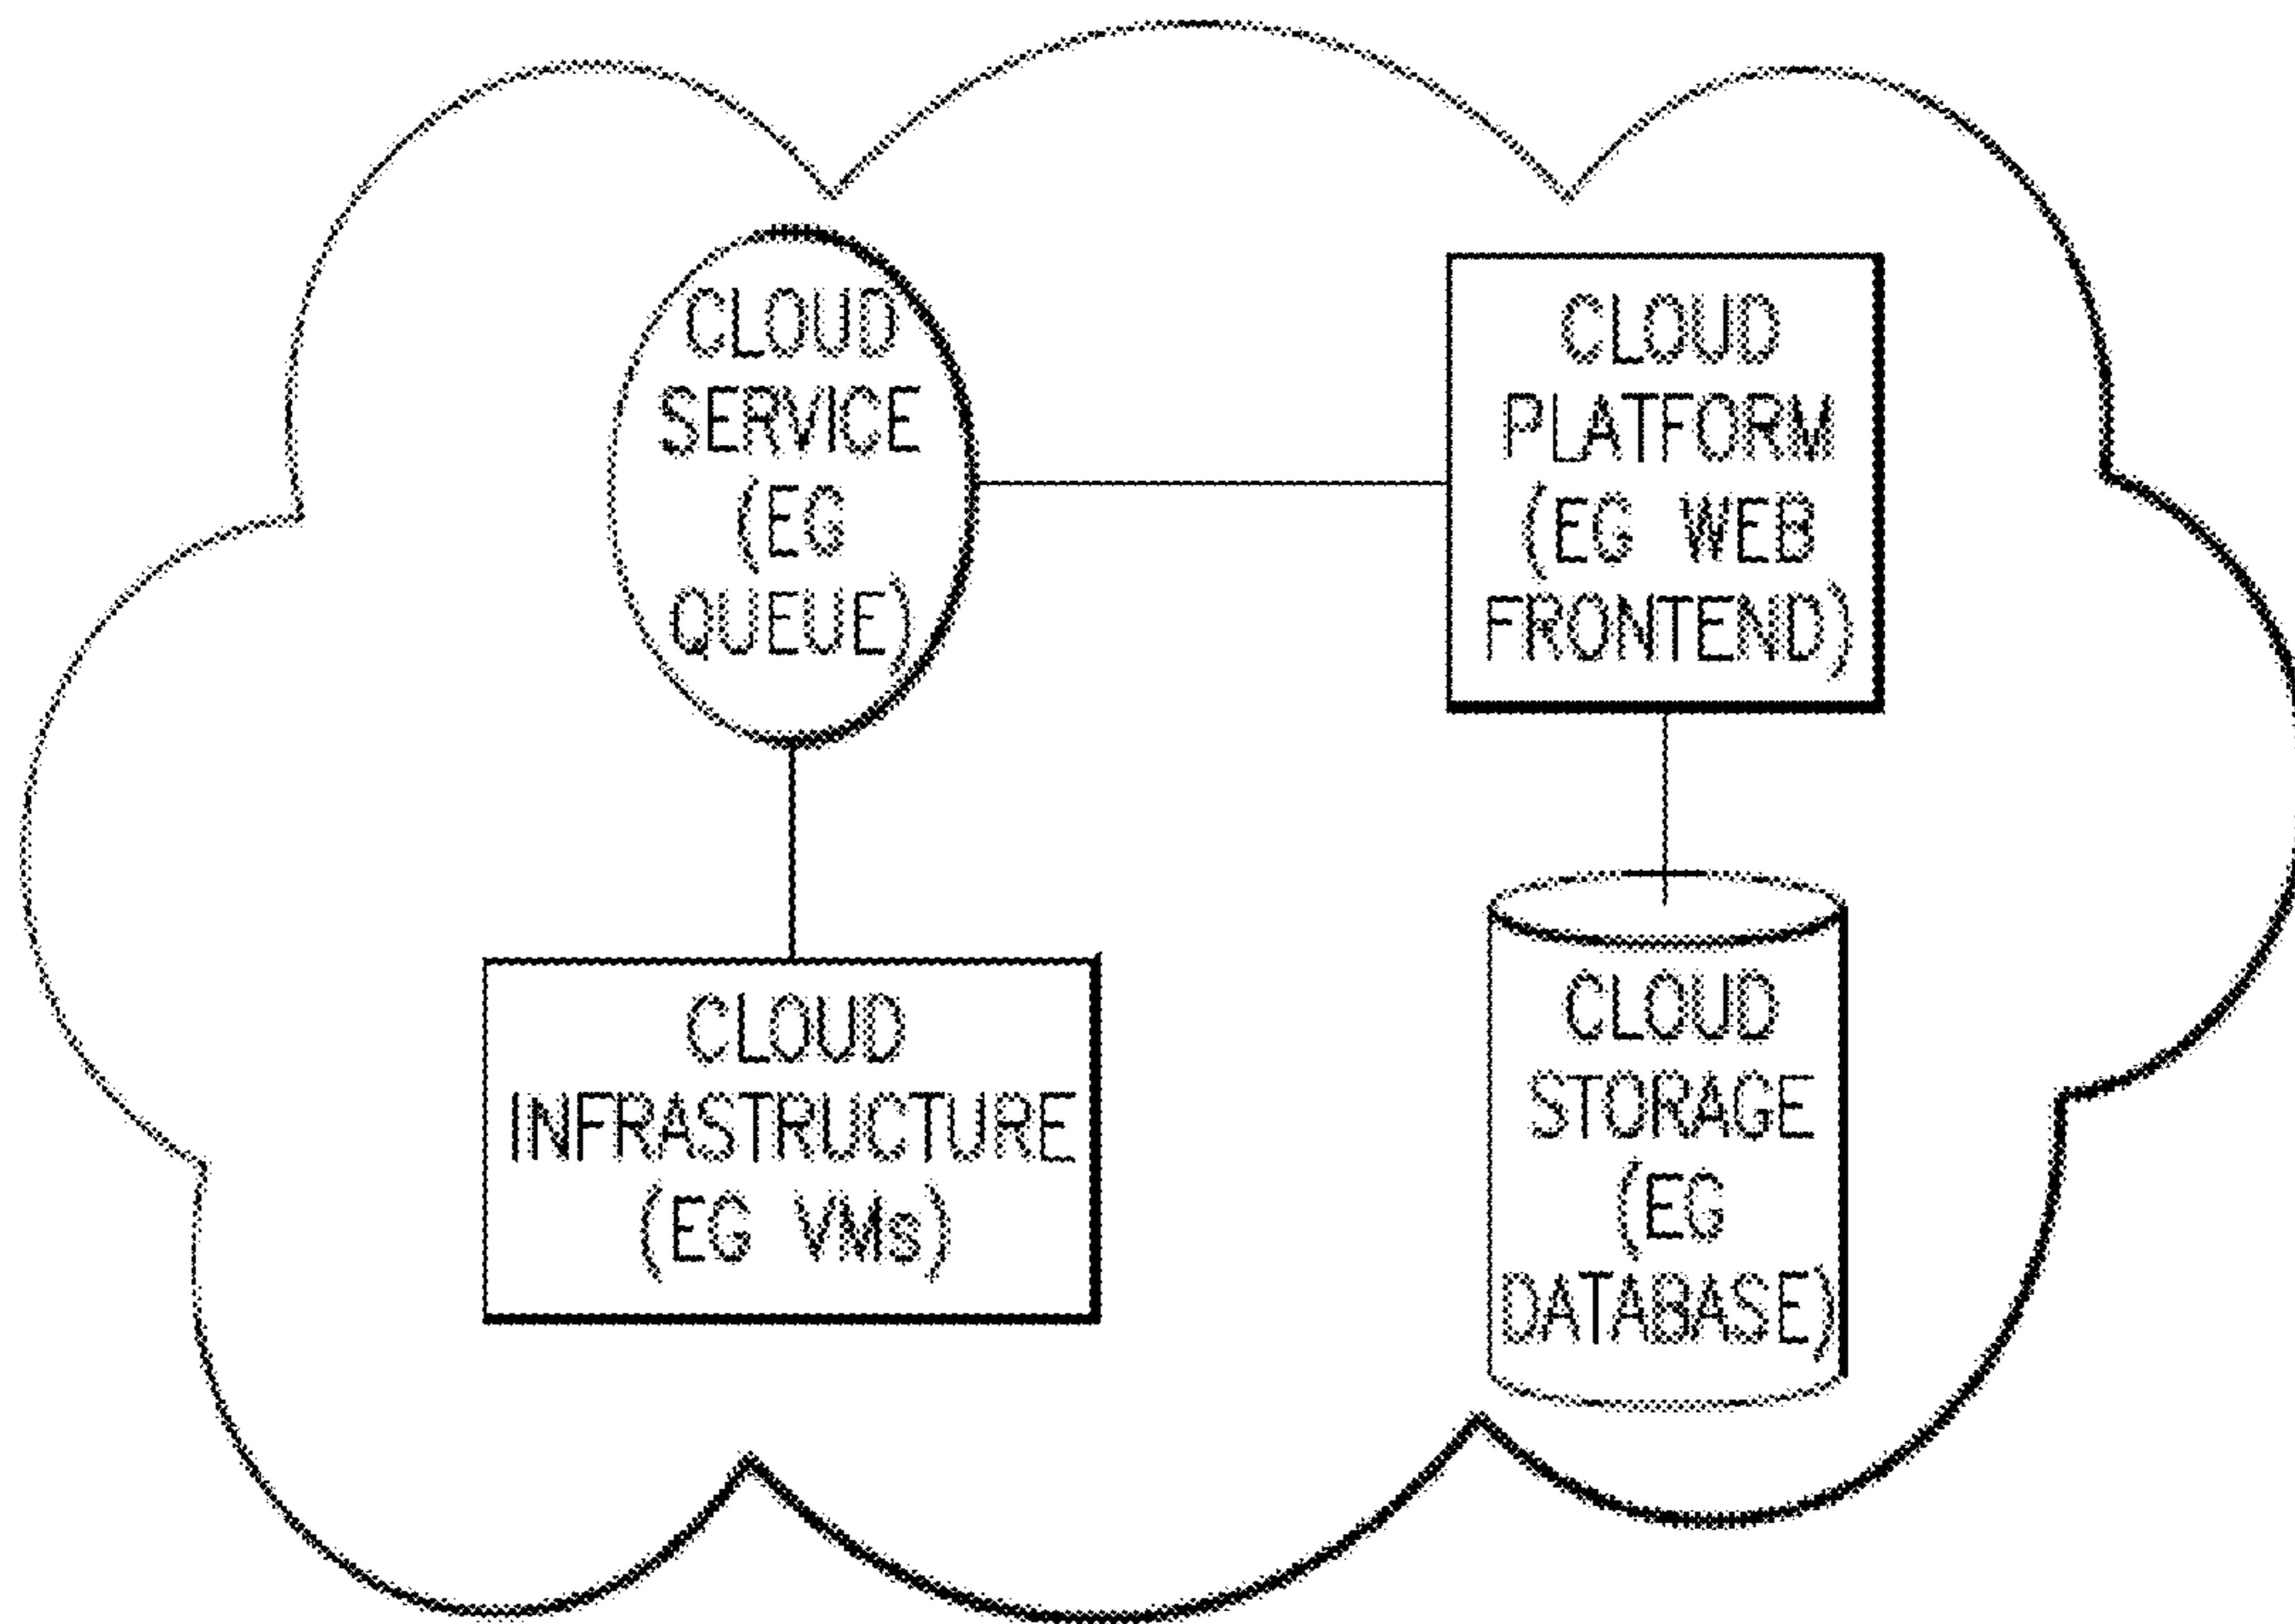 CLOUD
SERVICE
(EG
QUEUE)
CLOUD
PLATFORM
(EG WEB
FRONTEND)
CLOUD
INFRASTRUCTURE
(EG VMs)
CLOUD
STORAGE
(EG
DATABASE)